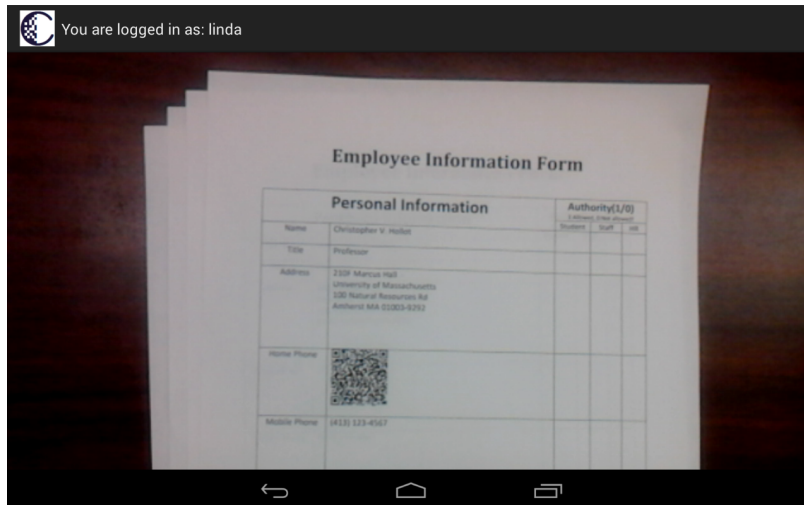 You are logged in as: linda
Employee Information Form
Personal Information
Authority(1/0)
Name
Christopher V. Hollot
Student
Staff
Title
Professor
Address
210F Marcus Hall
University of Massachusetts
100 Natural Resources Rd
Amherst MA 01003-9292
Home Phone
Mobile Phone
(413) 123-4567